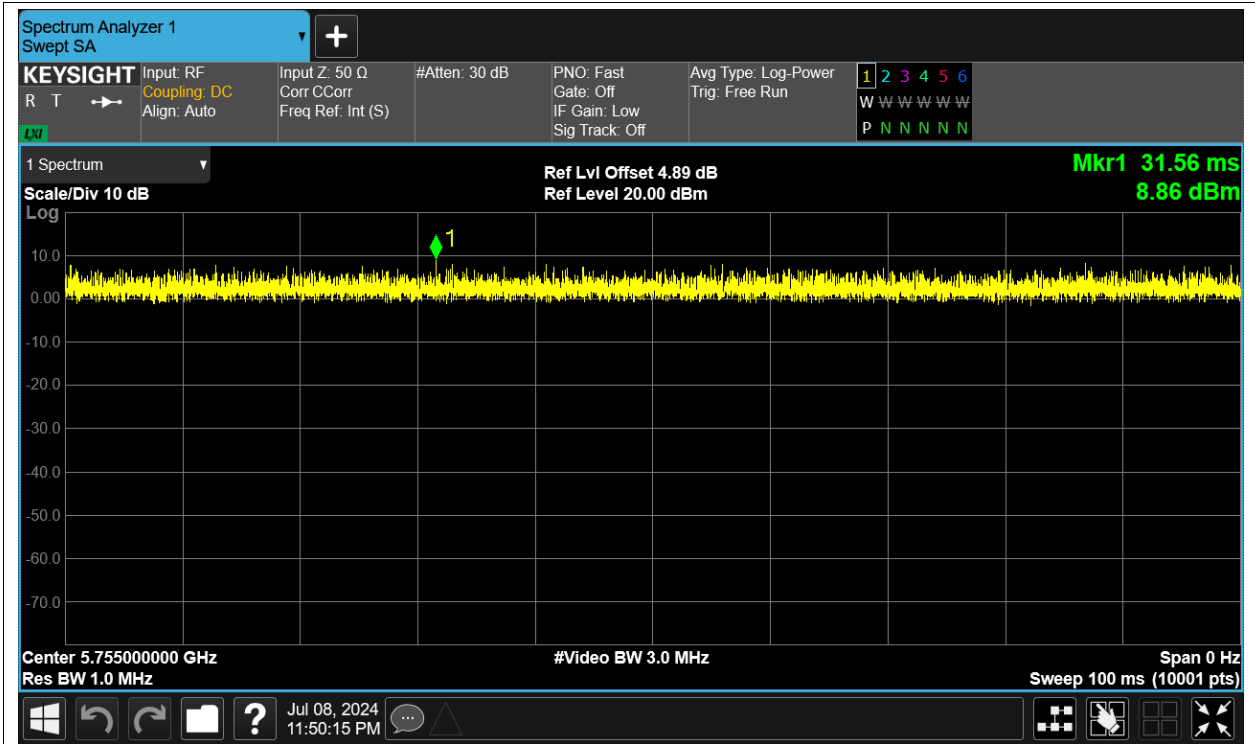 Spectrum Analyzer 1
Swept SA
KEYSIGHT
R T
LXI
Input: RF
Coupling: DC
Align: Auto
Input Z: 50 Ω
Corr CCorr
Freq Ref: Int (S)
#Atten: 30 dB
PNO: Fast
Gate: Off
IF Gain: Low
Sig Track: Off
Avg Type: Log-Power
Trig: Free Run
1 2 3 4 5 6
W W W W W W
P N N N N N
1 Spectrum
Scale/Div 10 dB
Ref Lvl Offset 4.89 dB
Ref Level 20.00 dBm
Mkr1 31.56 ms
8.86 dBm
Log
1
10.0
0.00
-10.0
-20.0
-30.0
-40.0
-50.0
-60.0
-70.0
Center 5.755000000 GHz
#Video BW 3.0 MHz
Span 0 Hz
Res BW 1.0 MHz
Sweep 100 ms (10001 pts)
?
Jul 08, 2024
11:50:15 PM